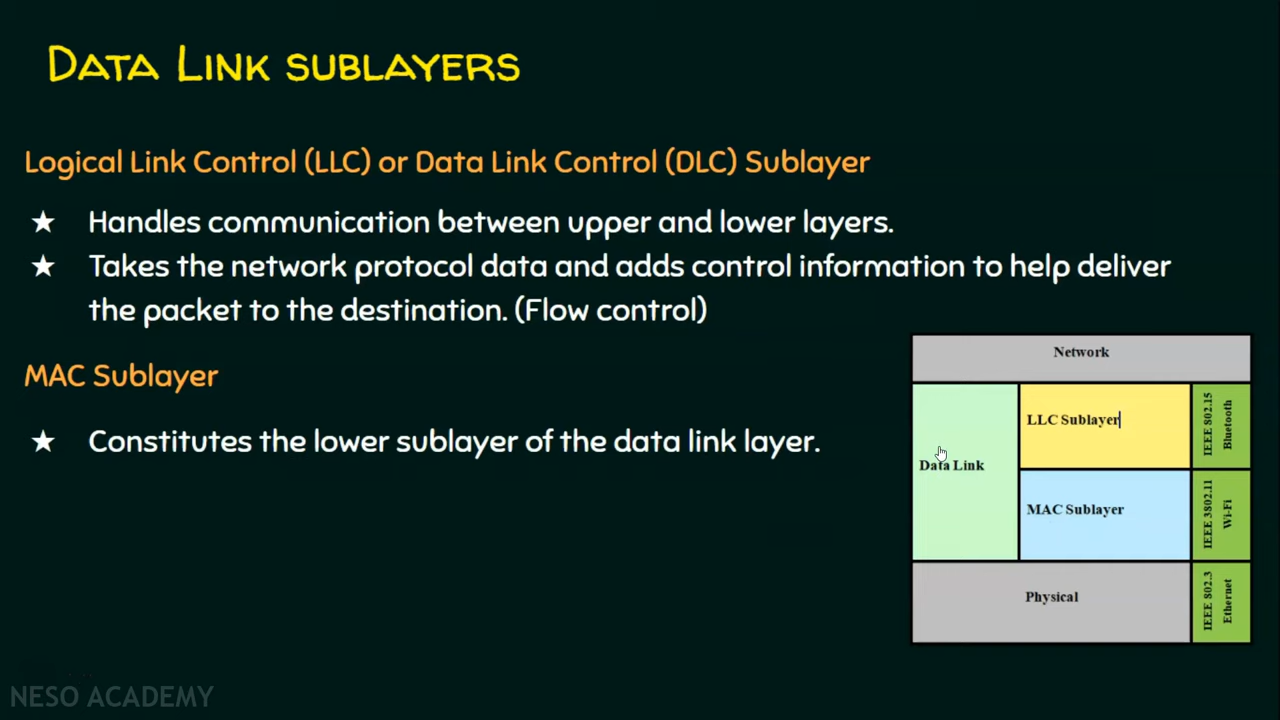 DATA LINK SUBLAYERS
Logical Link Control (LLC) or Data Link Control (DLC) Sublayer
★ Handles communication between upper and lower layers.
★ Takes the network protocol data and adds control information to help deliver
the packet to the destination. (Flow control)
MAC Sublayer
★ Constitutes the lower sublayer of the data link layer.
Network
Data Link
LLC Sublayer
MAC Sublayer
Physical
IEEE 802.15
Bluetooth
IEEE 3802.11
Wi-Fi
IEEE 802.3
Ethernet
NESO ACADEMY